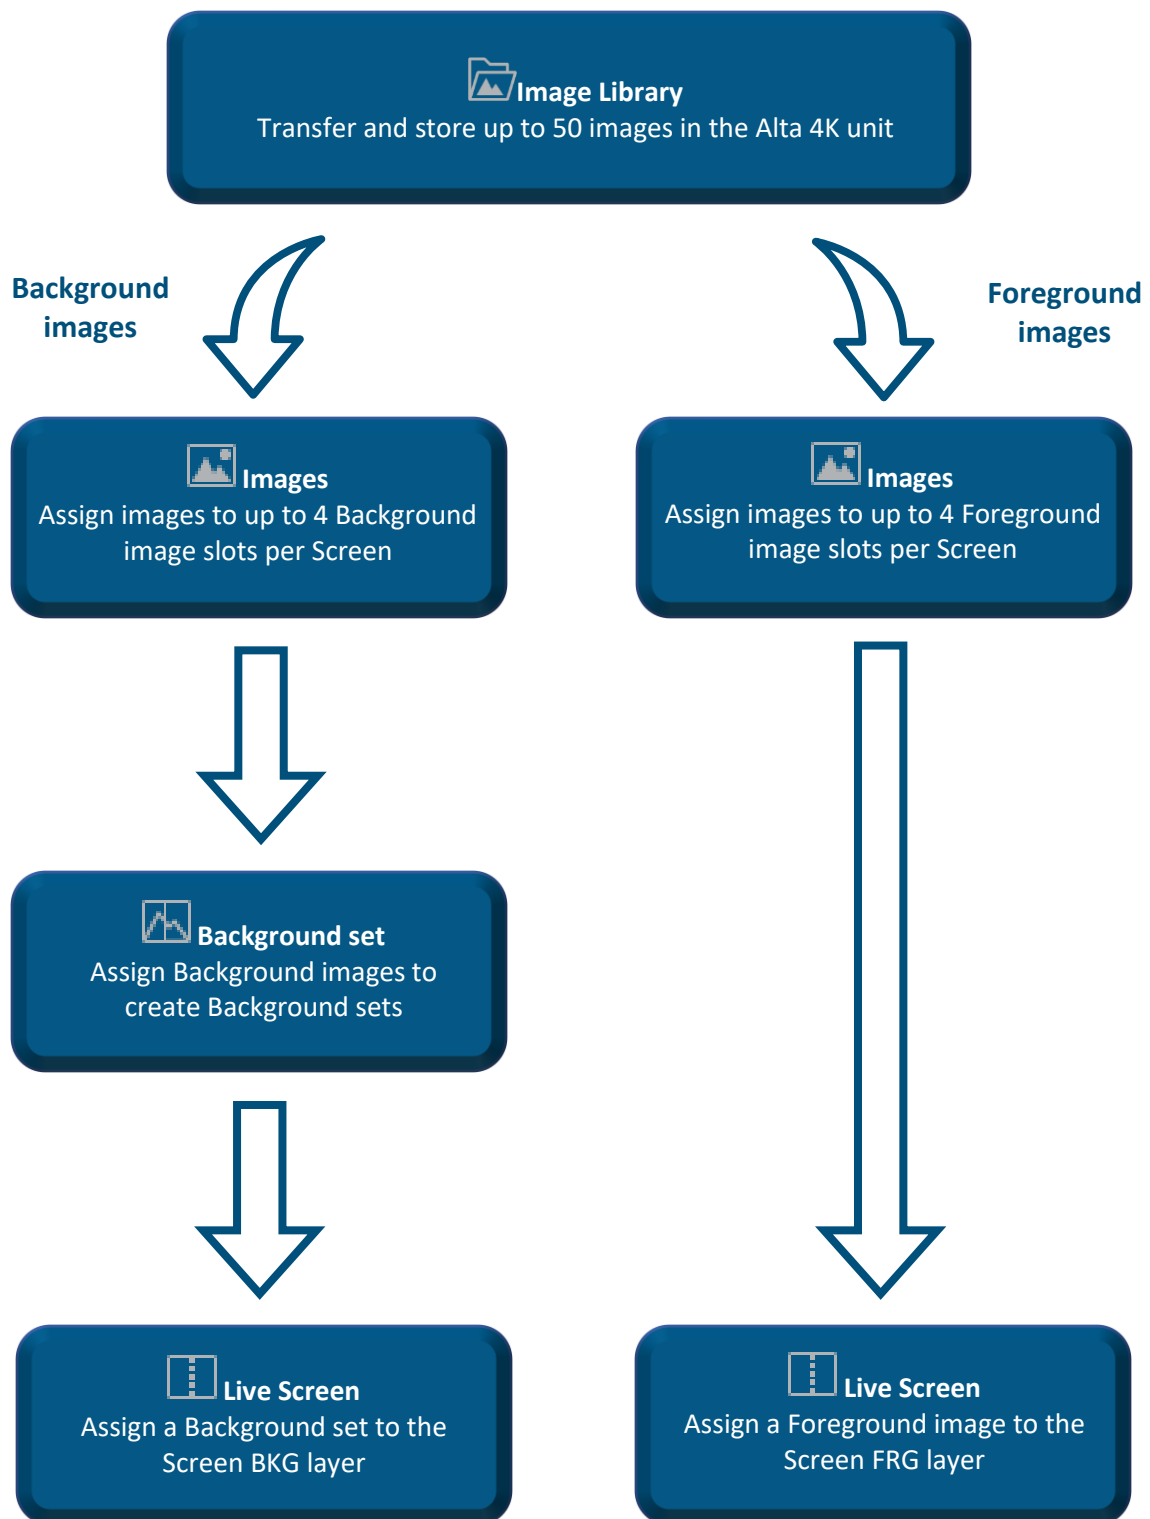 Image Library
Transfer and store up to 50 images in the Alta 4K unit
Background
images
Foreground
images
Images
Assign images to up to 4 Background
image slots per Screen
Images
Assign images to up to 4 Foreground
image slots per Screen
Background set
Assign Background images to
create Background sets
Live Screen
Assign a Background set to the
Screen BKG layer
Live Screen
Assign a Foreground image to the
Screen FRG layer